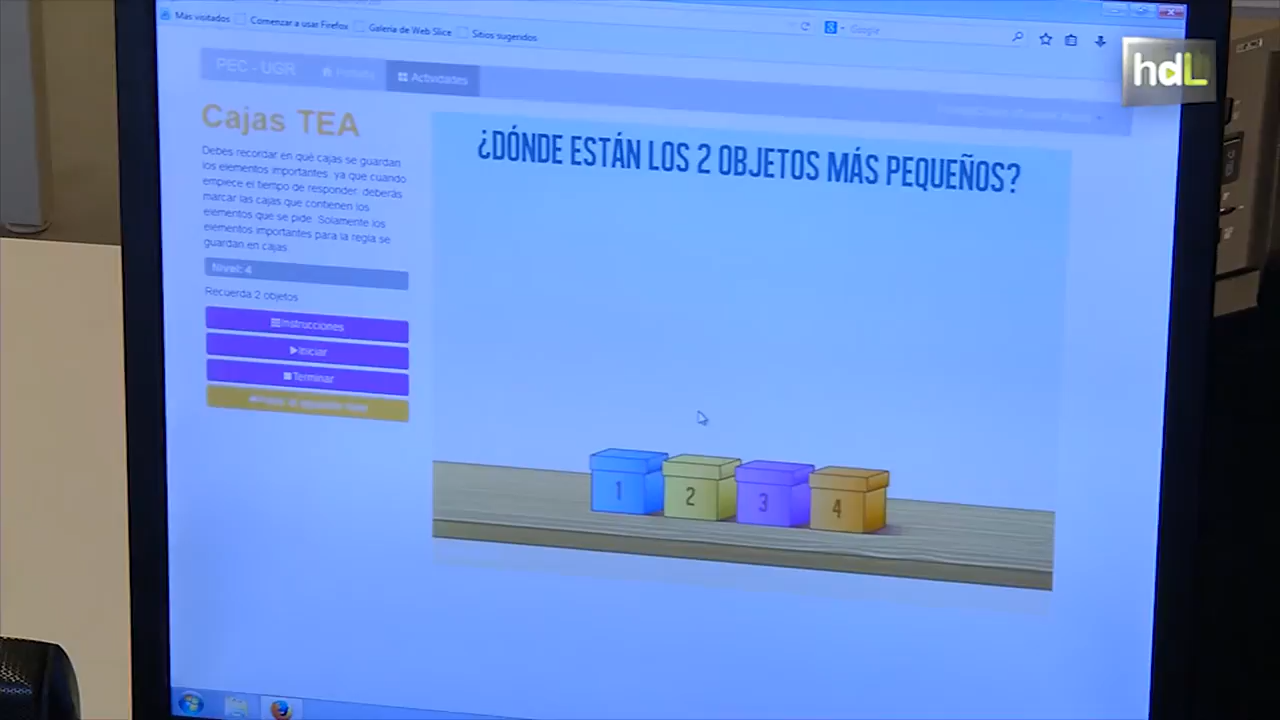 Más visitados Comenzar a usar Firefox Galería de Web Slice Sitios sugeridos
Google
hdL
PEC - UGR
Actividades
Cajas TEA
Debes recordar en qué cajas se guardan
los elementos importantes, ya que cuando
empiece el tiempo de responder, deberás
marcar las cajas que contienen los
elementos que se pide. Solamente los
elementos importantes para la regla se
guardan en cajas
Nivel: 4
Recuerda 2 objetos
Instrucciones
Iniciar
Terminar
¿DÓNDE ESTÁN LOS 2 OBJETOS MÁS PEQUEÑOS?
1
2
3
4